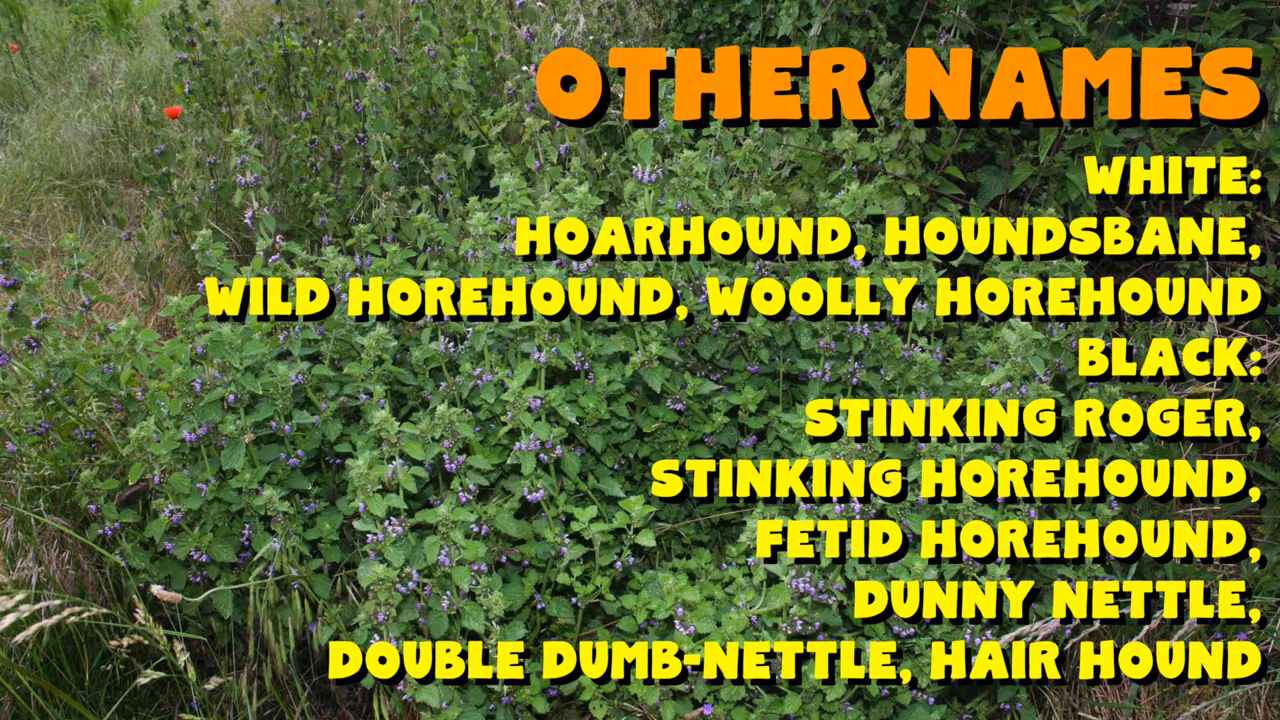 OTHER NAMES
WHITE:
HOARHOUND, HOUNDSBANE,
WILD HOREHOUND, WOOLLY HOREHOUND
BLACK:
STINKING ROGER,
STINKING HOREHOUND,
FETID HOREHOUND,
DUNNY NETTLE,
DOUBLE DUMB-NETTLE, HAIR HOUND